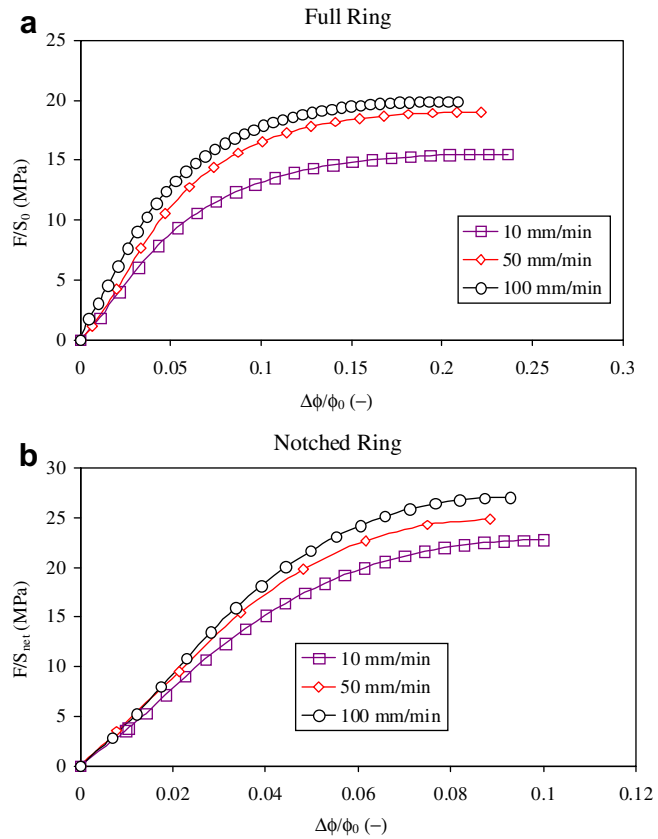 a
Full Ring
25
20
15
10
5
0
F/S0 (MPa)
10 mm/min
50 mm/min
100 mm/min
0 0.05 0.1 0.15 0.2 0.25 0.3
Δϕ/ϕ0 (−)
b
Notched Ring
30
25
20
15
10
5
0
F/Snet (MPa)
10 mm/min
50 mm/min
100 mm/min
0 0.02 0.04 0.06 0.08 0.1 0.12
Δϕ/ϕ0 (−)